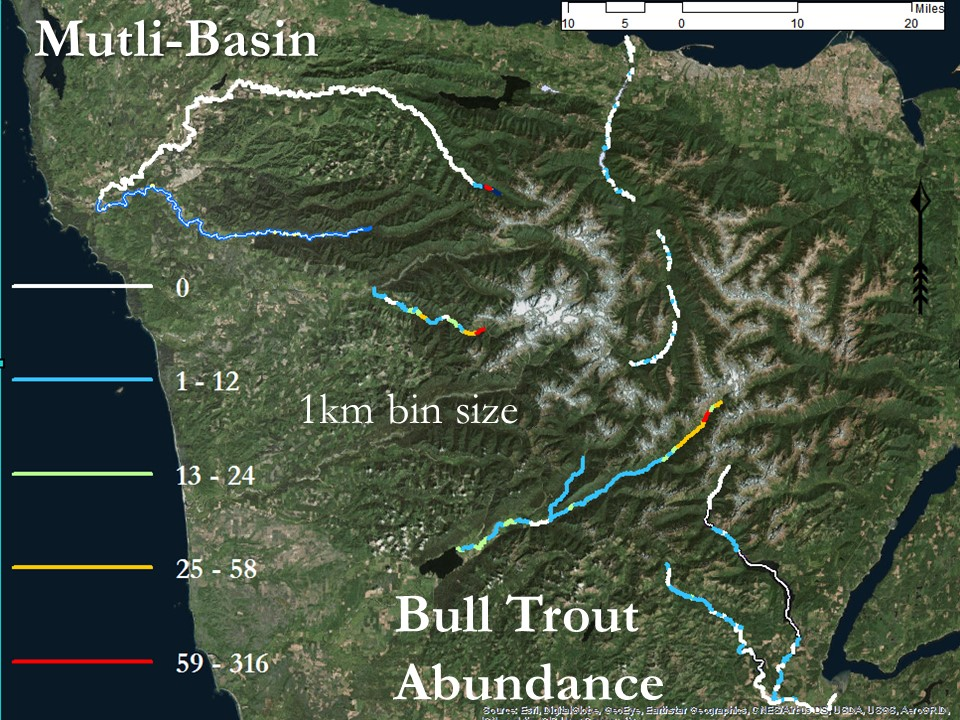 Mutli-Basin
Miles
10 5 0 10 20
0
1 - 12
1km bin size
13 - 24
25 - 58
Bull Trout
59 - 316
Abundance
Source: Esri, DigitalGlobe, GeoEye, Earthstar Geographics, CNES/Airbus DS, USDA, USGS, AeroGRID,